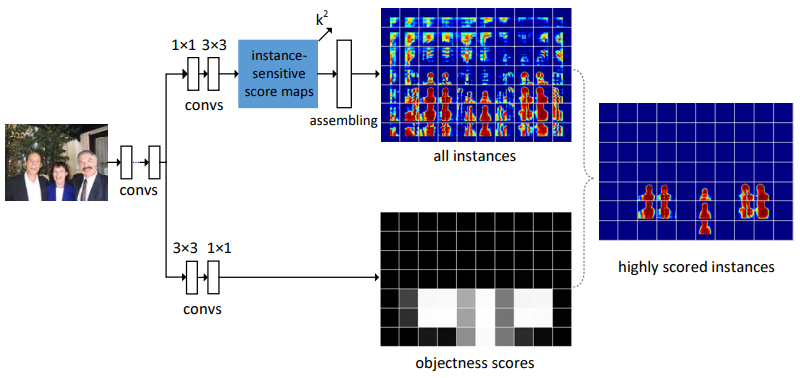 k²
1×1 3×3
instance-
sensitive
score maps
convs
assembling
all instances
convs
highly scored instances
3×3 1×1
convs
objectness scores